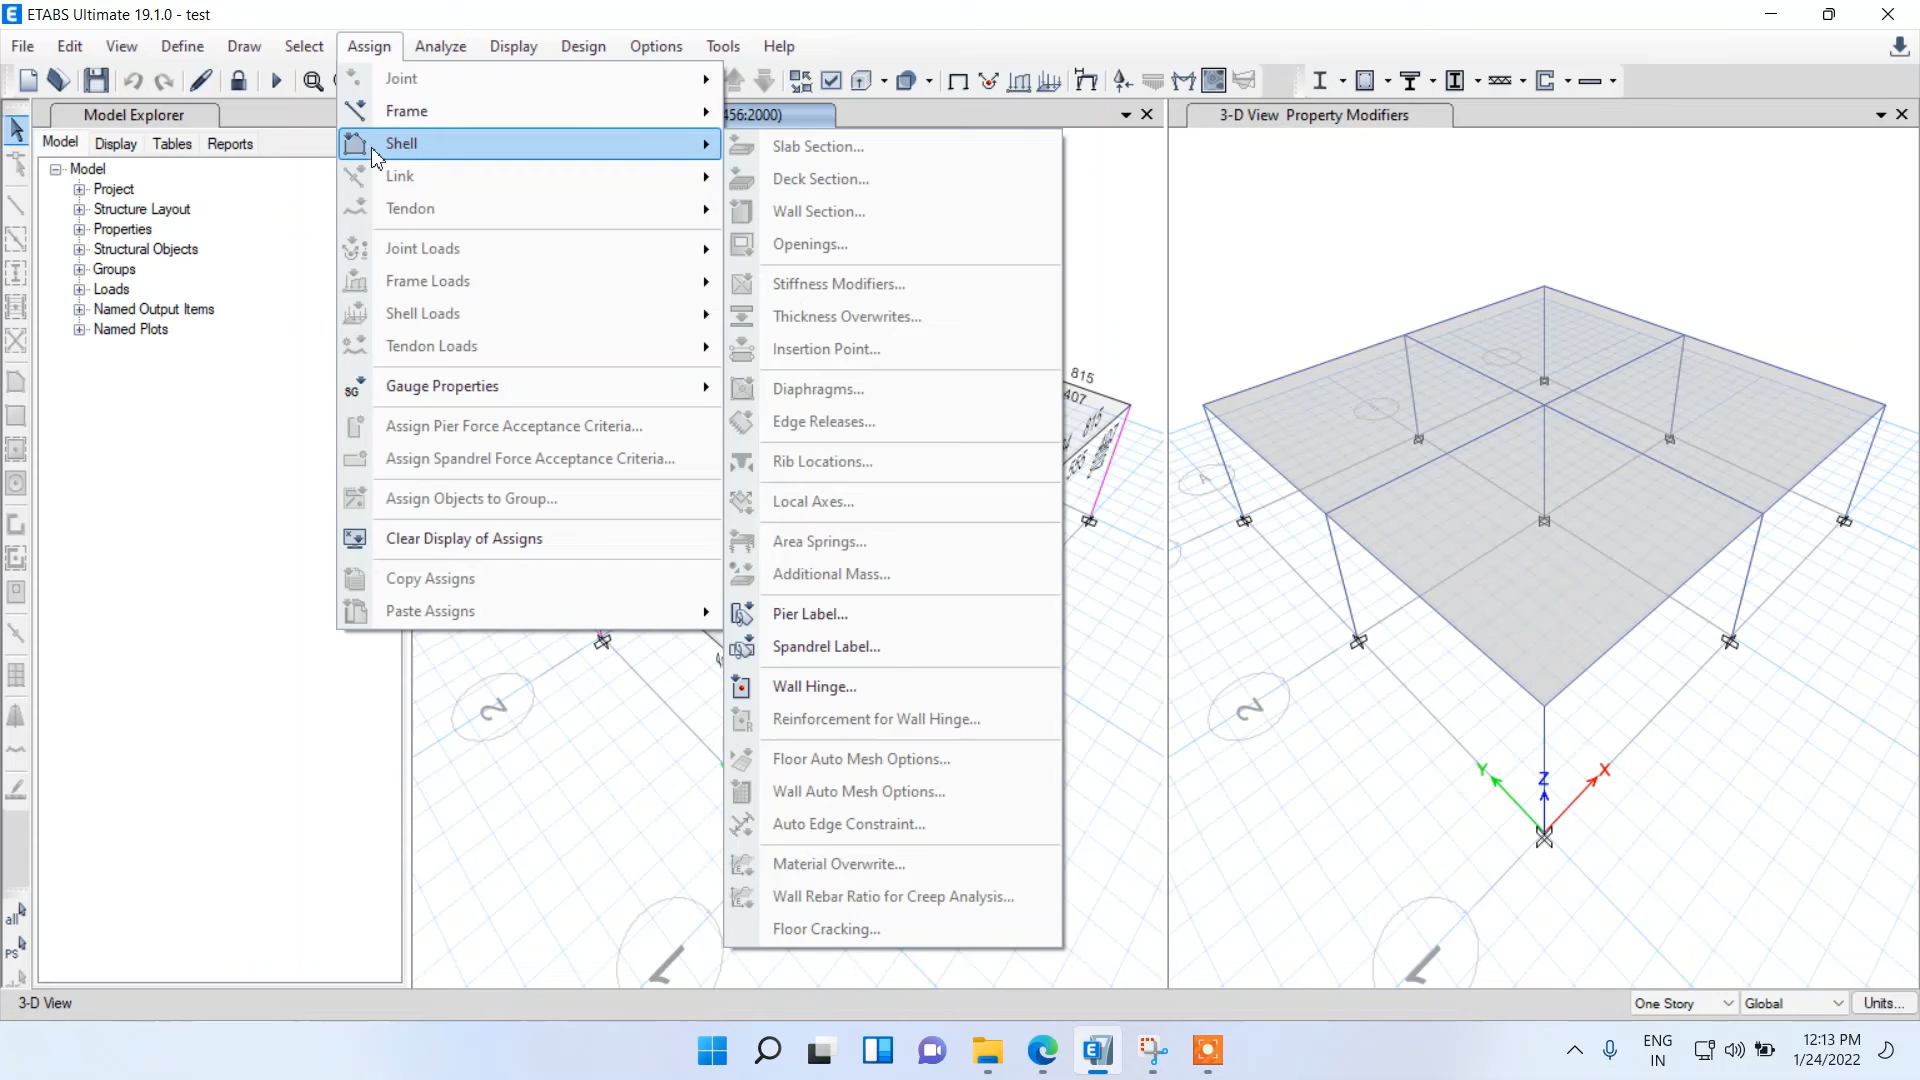 ETABS Ultimate 19.1.0 - test
File Edit View Define Draw Select Assign Analyze Display Design Options Tools Help
Model Explorer
Model Display Tables Reports
Model
Project
Structure Layout
Properties
Structural Objects
Groups
Loads
Named Output Items
Named Plots
Joint
Frame
Shell
Link
Tendon
Joint Loads
Frame Loads
Shell Loads
Tendon Loads
SG Gauge Properties
Assign Pier Force Acceptance Criteria...
Assign Spandrel Force Acceptance Criteria...
Assign Objects to Group...
Clear Display of Assigns
Copy Assigns
Paste Assigns
456:2000)
Slab Section...
Deck Section...
Wall Section...
Openings...
Stiffness Modifiers...
Thickness Overwrites...
Insertion Point...
Diaphragms...
Edge Releases...
Rib Locations...
Local Axes...
Area Springs...
Additional Mass...
Pier Label...
Spandrel Label...
Wall Hinge...
Reinforcement for Wall Hinge...
Floor Auto Mesh Options...
Wall Auto Mesh Options...
Auto Edge Constraint...
Material Overwrite...
Wall Rebar Ratio for Creep Analysis...
Floor Cracking...
815
407
2
1
3-D View Property Modifiers
2
1
Y Z X
all
PS
3-D View
One Story Global Units...
ENG
IN
12:13 PM
1/24/2022